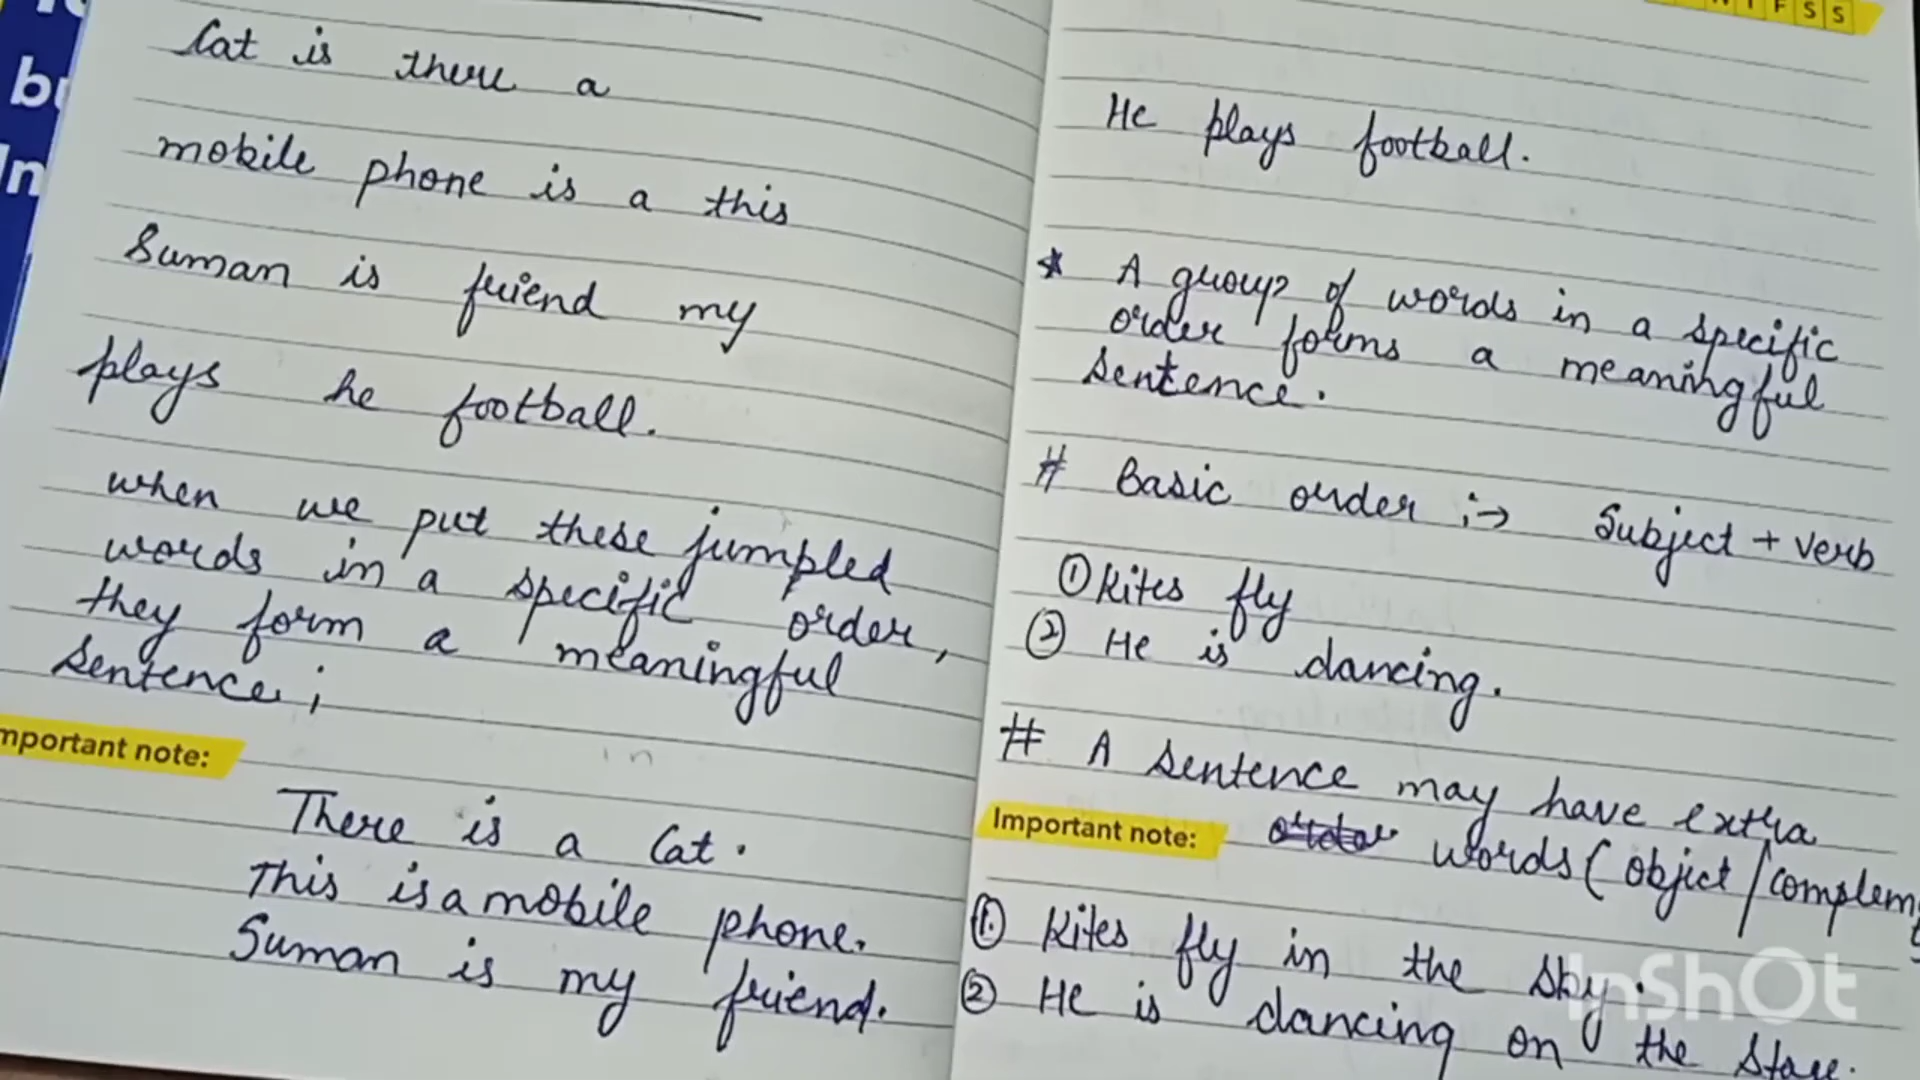 bu
In
Cat is there a
mobile phone is a this
Suman is friend my
plays he football.
when we put these jumpled
words in a specific order,
they form a meaningful
sentence;
mportant note:
There is a Cat.
This is a mobile phone.
Suman is my friend.
T F S S
He plays football.
* A group of words in a specific
order forms a meaningful
sentence.
# Basic order :→ Subject + verb
① Kites fly
② He is dancing.
# A sentence may have extra
Important note: words ( object / complem
① Kites fly in the sky.
② He is dancing on the
InShOt